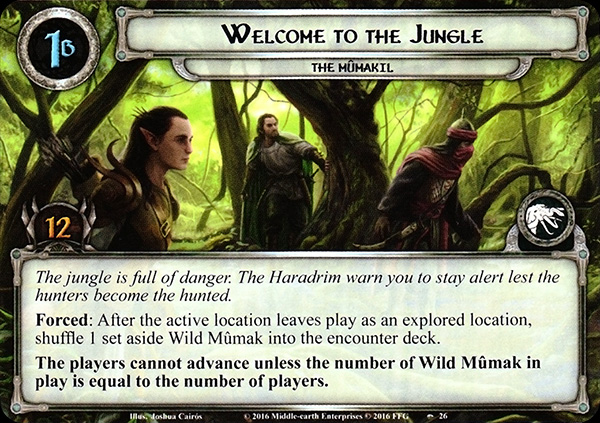 1B
WELCOME TO THE JUNGLE
THE MÛMAKIL
12
The jungle is full of danger. The Haradrim warn you to stay alert lest the
hunters become the hunted.
Forced: After the active location leaves play as an explored location,
shuffle 1 set aside Wild Mûmak into the encounter deck.
The players cannot advance unless the number of Wild Mûmak in
play is equal to the number of players.
Illus. Joshua Cairós © 2016 Middle-earth Enterprises © 2016 FFG 26